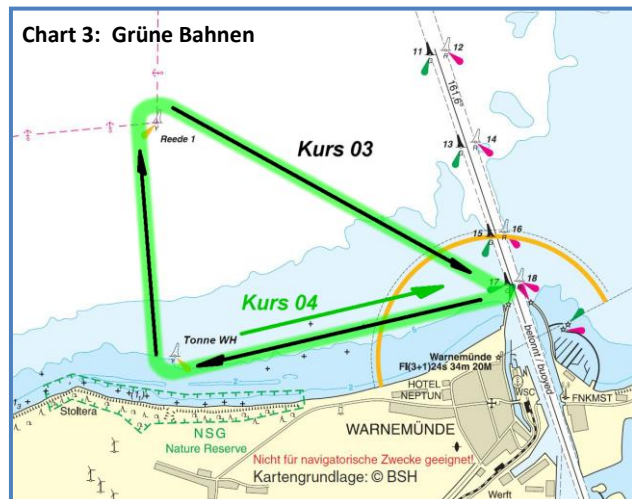 Chart 3: Grüne Bahnen
11
12
161,6°
Reede 1
Kurs 03
13
14
15
16
17
18
Kurs 04
Tonne WH
Warnemünde
Fl(3+1)24s 34m 20M
betonnt / buoyed
HOTEL
NEPTUN
WSC
FNKMST
Stoltera
NSG
Nature Reserve
WARNEMÜNDE
Nicht für navigatorische Zwecke geeignet!
Kartengrundlage: © BSH
Werft